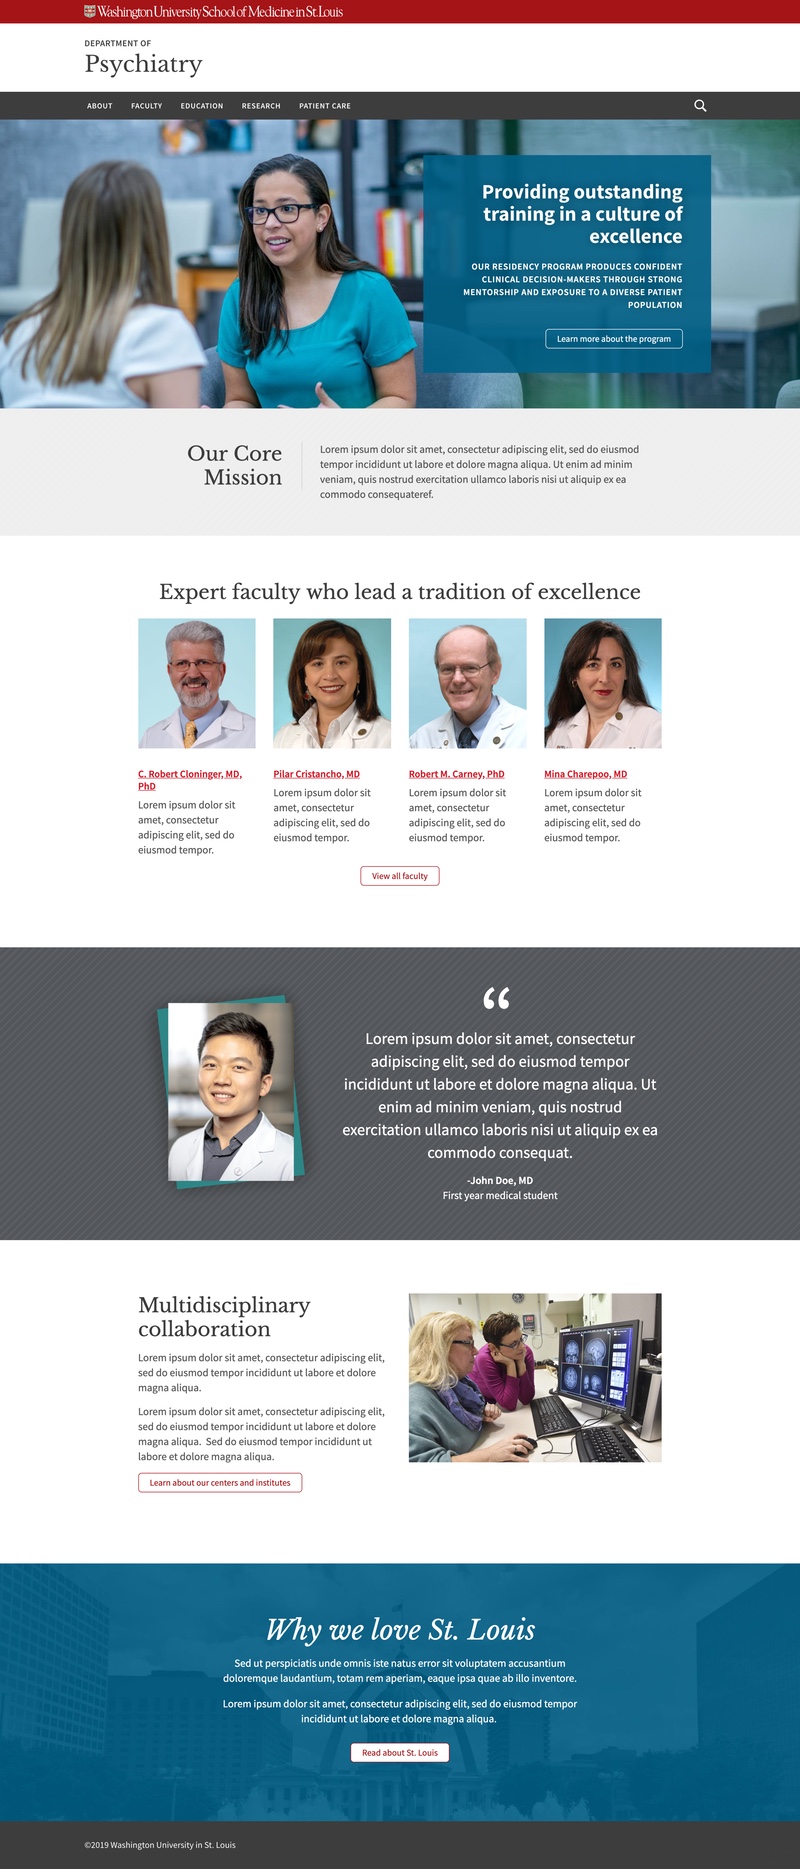 Washington University School of Medicine in St. Louis
DEPARTMENT OF
Psychiatry
ABOUT FACULTY EDUCATION RESEARCH PATIENT CARE
Providing outstanding
training in a culture of
excellence
OUR RESIDENCY PROGRAM PRODUCES CONFIDENT
CLINICAL DECISION-MAKERS THROUGH STRONG
MENTORSHIP AND EXPOSURE TO A DIVERSE PATIENT
POPULATION
Learn more about the program
Our Core
Mission
Lorem ipsum dolor sit amet, consectetur adipiscing elit, sed do eiusmod
tempor incididunt ut labore et dolore magna aliqua. Ut enim ad minim
veniam, quis nostrud exercitation ullamco laboris nisi ut aliquip ex ea
commodo consequateref.
Expert faculty who lead a tradition of excellence
C. Robert Cloninger, MD,
PhD
Lorem ipsum dolor sit
amet, consectetur
adipiscing elit, sed do
eiusmod tempor.
Pilar Cristancho, MD
Lorem ipsum dolor sit
amet, consectetur
adipiscing elit, sed do
eiusmod tempor.
Robert M. Carney, PhD
Lorem ipsum dolor sit
amet, consectetur
adipiscing elit, sed do
eiusmod tempor.
Mina Charepoo, MD
Lorem ipsum dolor sit
amet, consectetur
adipiscing elit, sed do
eiusmod tempor.
View all faculty
“
Lorem ipsum dolor sit amet, consectetur
adipiscing elit, sed do eiusmod tempor
incididunt ut labore et dolore magna aliqua. Ut
enim ad minim veniam, quis nostrud
exercitation ullamco laboris nisi ut aliquip ex ea
commodo consequat.
-John Doe, MD
First year medical student
Multidisciplinary
collaboration
Lorem ipsum dolor sit amet, consectetur adipiscing elit,
sed do eiusmod tempor incididunt ut labore et dolore
magna aliqua.
Lorem ipsum dolor sit amet, consectetur adipiscing elit,
sed do eiusmod tempor incididunt ut labore et dolore
magna aliqua. Sed do eiusmod tempor incididunt ut
labore et dolore magna aliqua.
Learn about our centers and institutes
Why we love St. Louis
Sed ut perspiciatis unde omnis iste natus error sit voluptatem accusantium
doloremque laudantium, totam rem aperiam, eaque ipsa quae ab illo inventore.
Lorem ipsum dolor sit amet, consectetur adipiscing elit, sed do eiusmod tempor
incididunt ut labore et dolore magna aliqua.
Read about St. Louis
©2019 Washington University in St. Louis